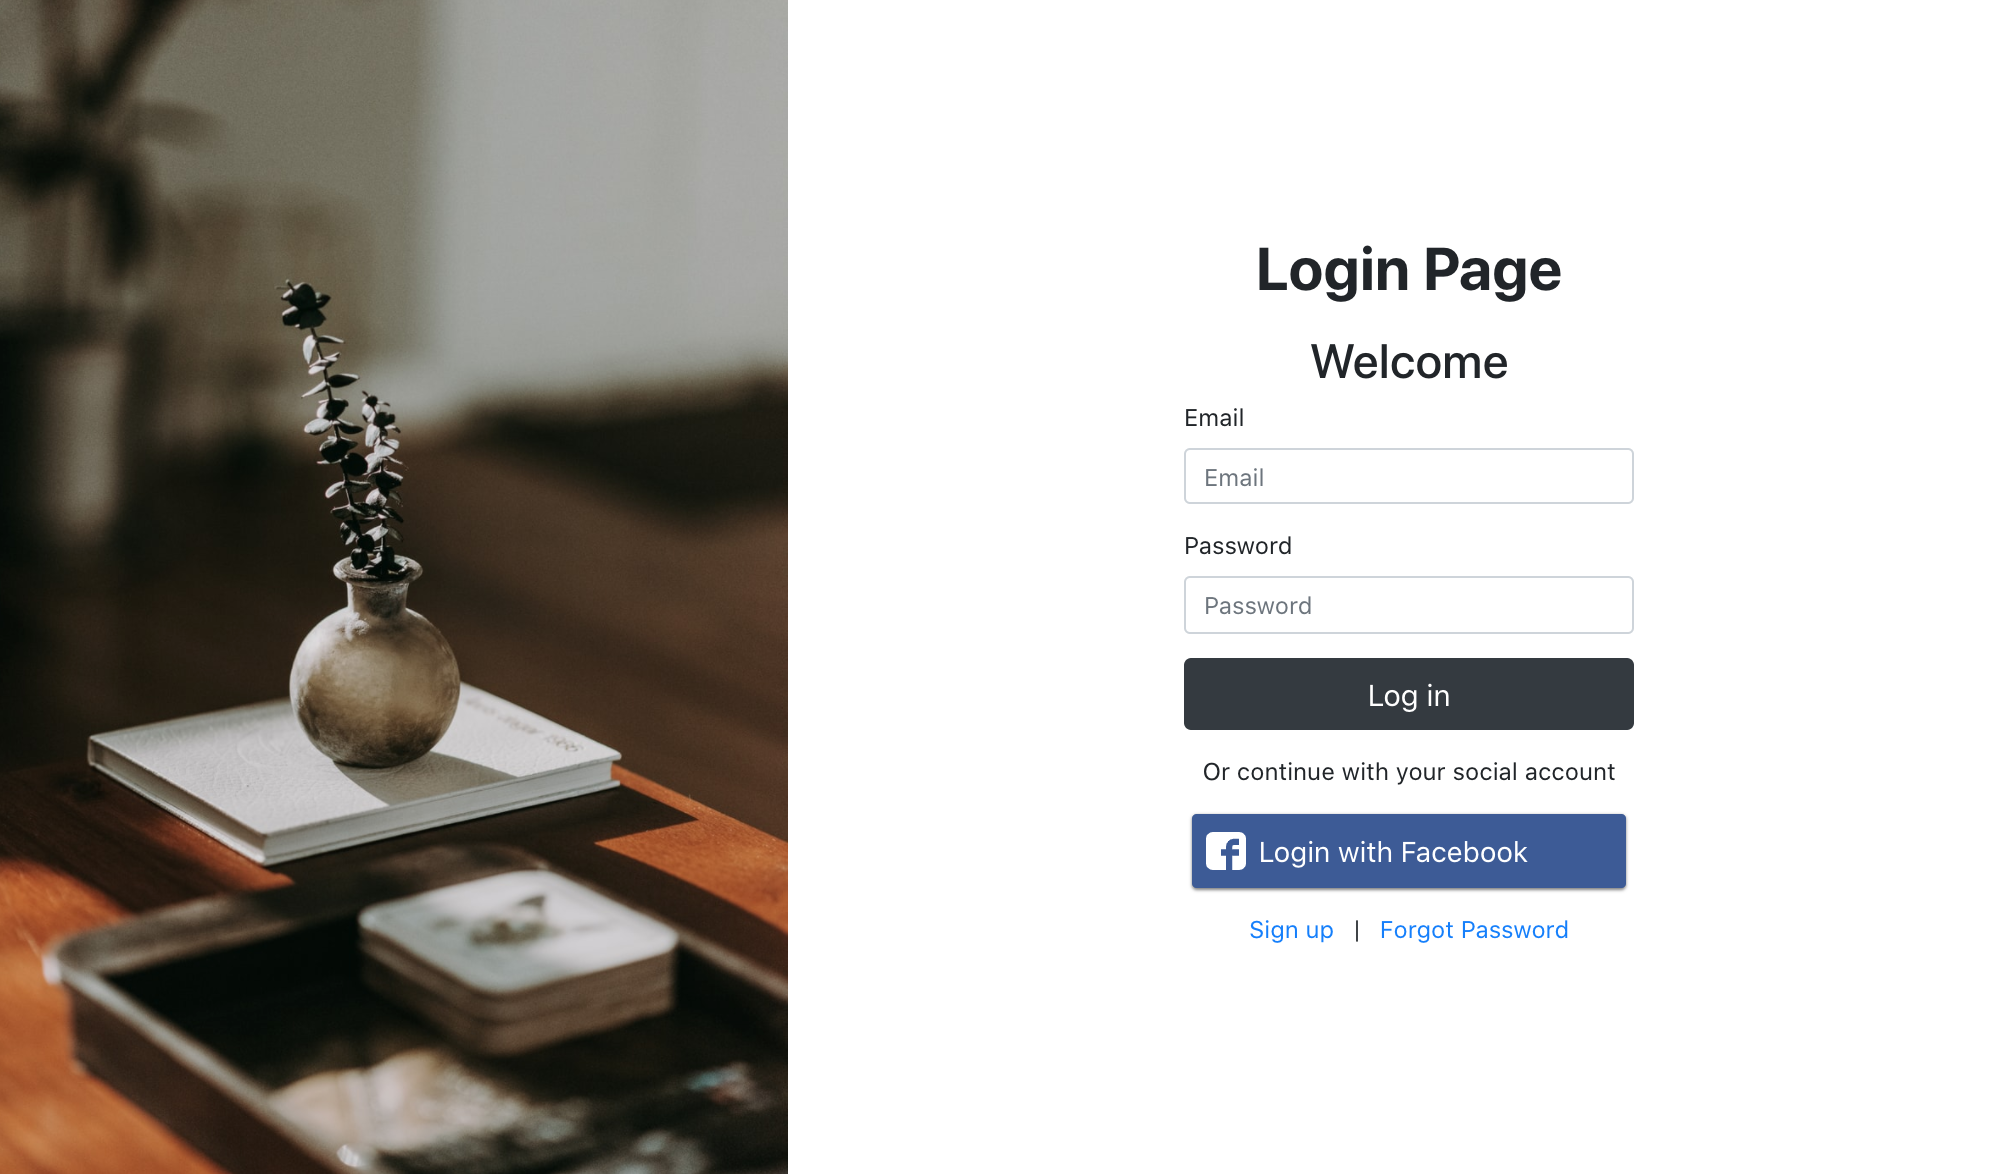 Login Page
Welcome
Email
Email
Password
Password
Log in
Or continue with your social account
Login with Facebook
Sign up | Forgot Password